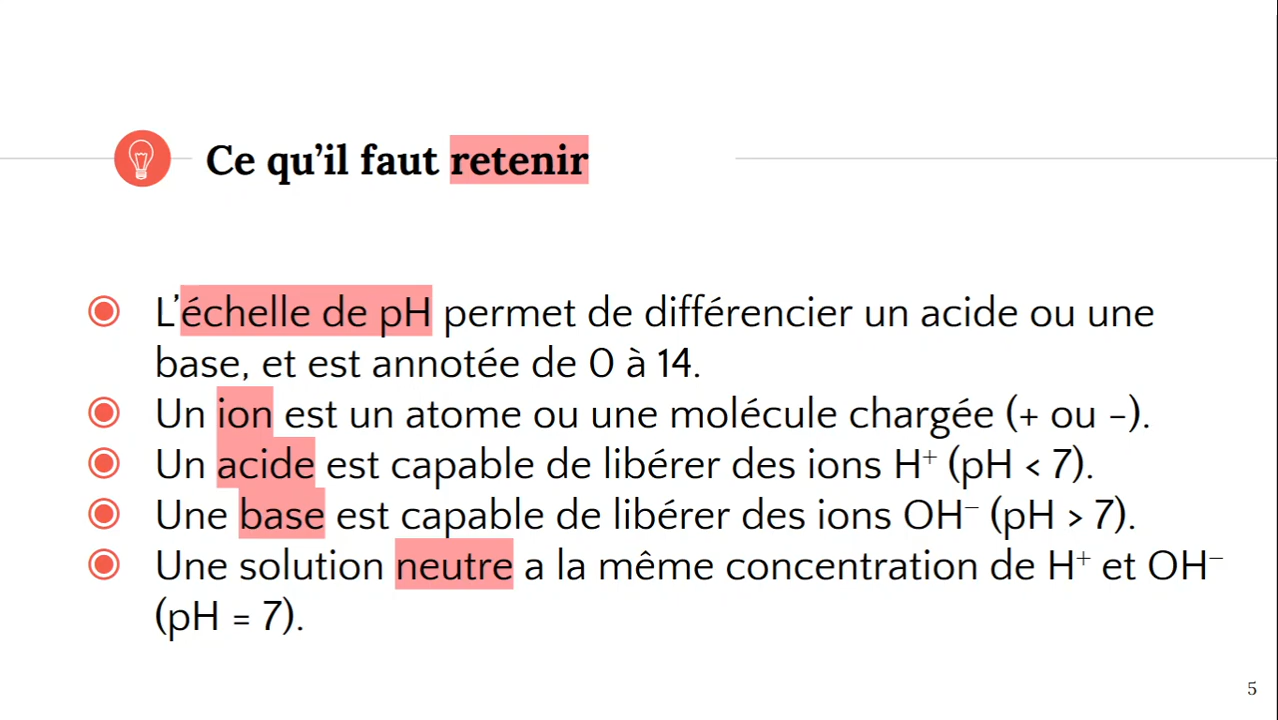 Ce qu’il faut retenir
L’échelle de pH permet de différencier un acide ou une
base, et est annotée de 0 à 14.
Un ion est un atome ou une molécule chargée (+ ou −).
Un acide est capable de libérer des ions H⁺ (pH < 7).
Une base est capable de libérer des ions OH⁻ (pH > 7).
Une solution neutre a la même concentration de H⁺ et OH⁻
(pH = 7).
5